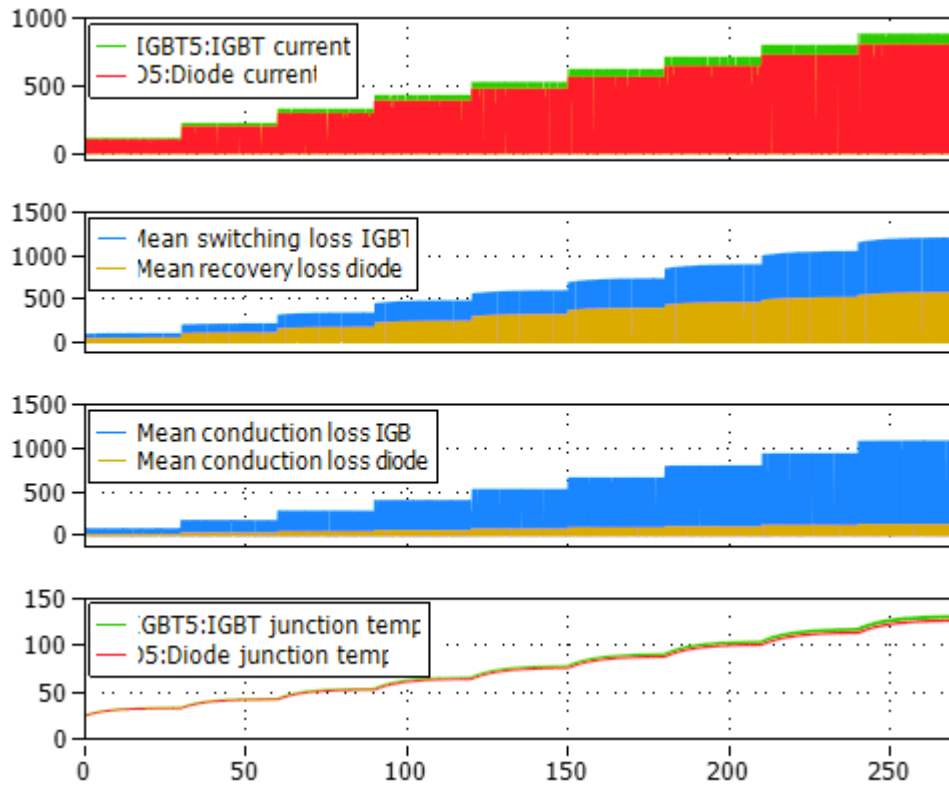 1000
IGBT5:IGBT current
D5:Diode current
500
0
1500
Mean switching loss IGBT
1000
Mean recovery loss diode
500
0
1500
Mean conduction loss IGB
1000
Mean conduction loss diode
500
0
150
IGBT5:IGBT junction temp
100
D5:Diode junction temp
50
0
0 50 100 150 200 250